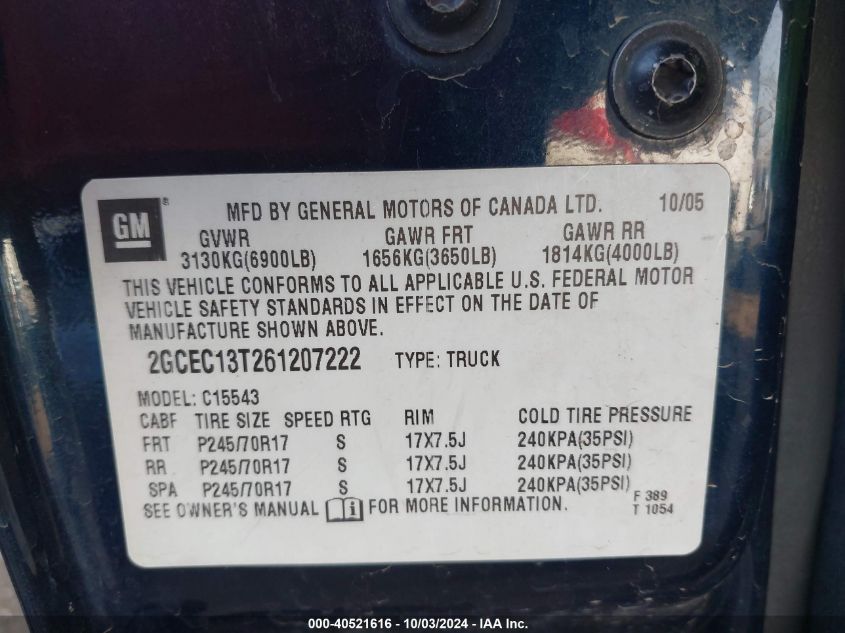 GM ®
MFD BY GENERAL MOTORS OF CANADA LTD. 10/05
GVWR GAWR FRT GAWR RR
3130KG(6900LB) 1656KG(3650LB) 1814KG(4000LB)
THIS VEHICLE CONFORMS TO ALL APPLICABLE U.S. FEDERAL MOTOR
VEHICLE SAFETY STANDARDS IN EFFECT ON THE DATE OF
MANUFACTURE SHOWN ABOVE.
2GCEC13T261207222 TYPE: TRUCK
MODEL: C15543
CABF TIRE SIZE SPEED RTG RIM COLD TIRE PRESSURE
FRT P245/70R17 S 17X7.5J 240KPA(35PSI)
RR P245/70R17 S 17X7.5J 240KPA(35PSI)
SPA P245/70R17 S 17X7.5J 240KPA(35PSI)
SEE OWNER'S MANUAL FOR MORE INFORMATION.
F 389
T 1054
000-40521616 - 10/03/2024 - IAA Inc.